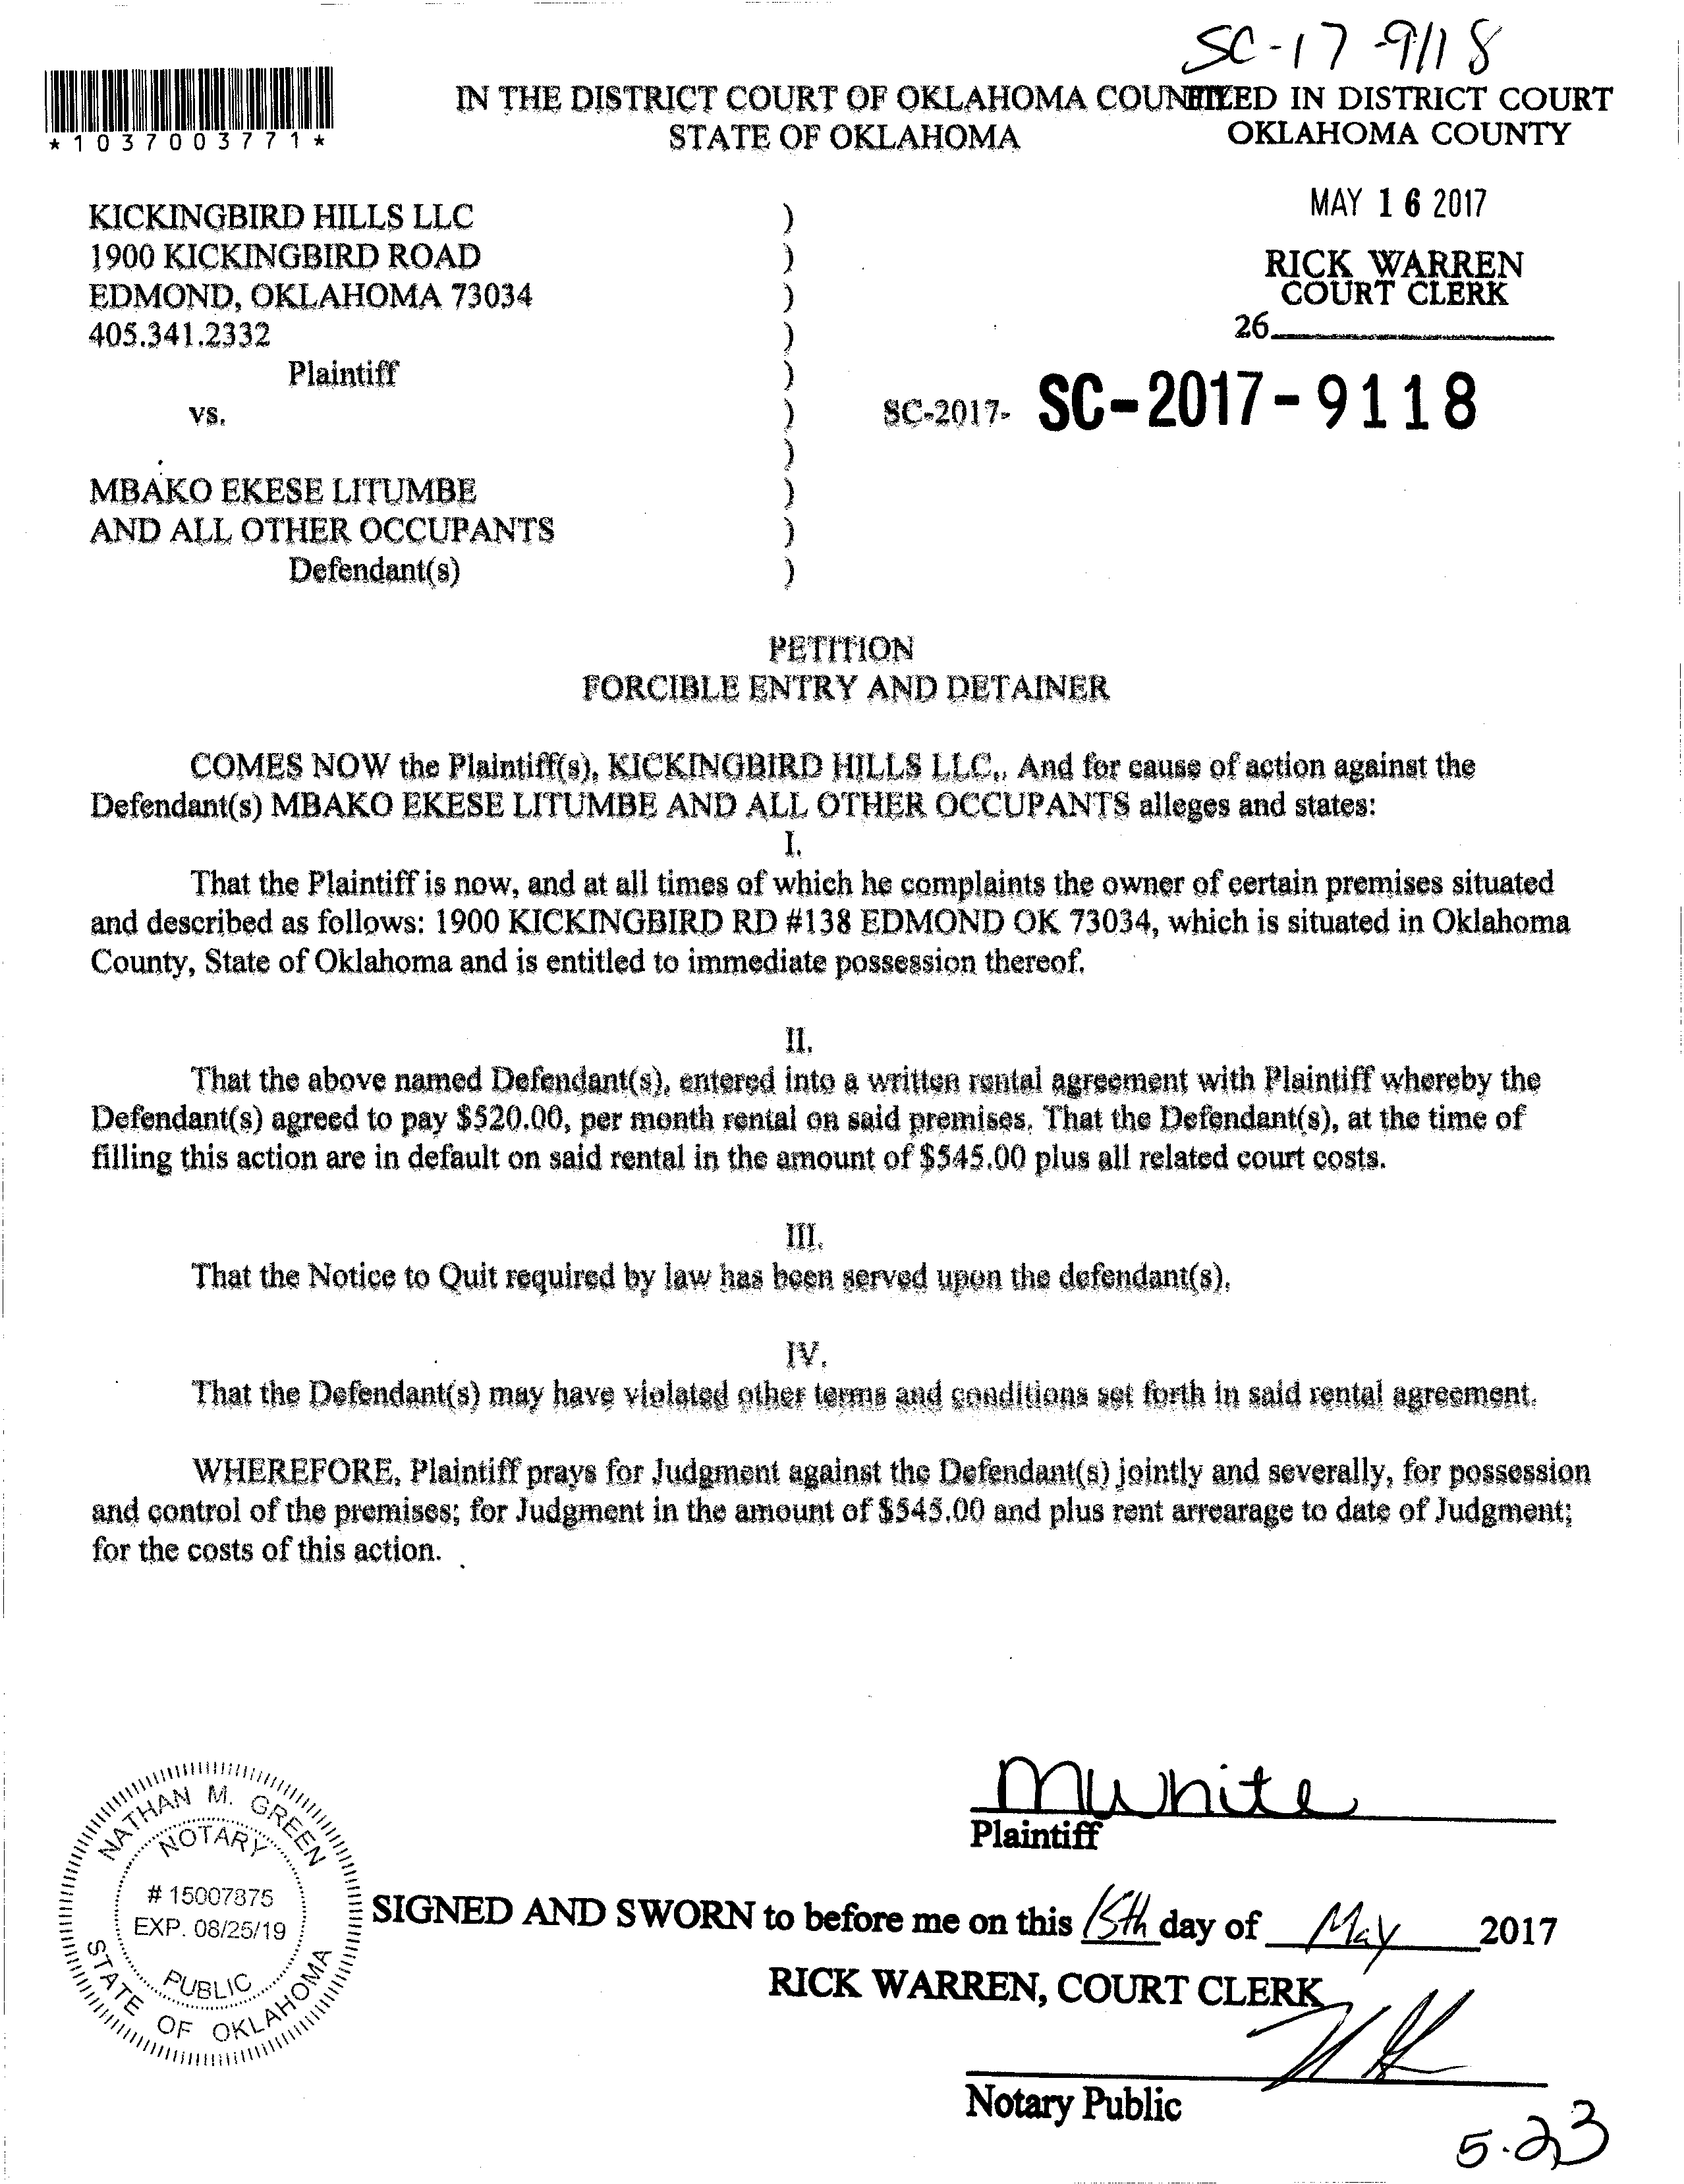 SC-17-9118
*1037003771*
IN THE DISTRICT COURT OF OKLAHOMA COUNTY
FILED IN DISTRICT COURT
STATE OF OKLAHOMA
OKLAHOMA COUNTY
MAY 16 2017
RICK WARREN
COURT CLERK
26
KICKINGBIRD HILLS LLC )
1900 KICKINGBIRD ROAD )
EDMOND, OKLAHOMA 73034 )
405.341.2332 )
Plaintiff )
vs. ) SC-2017- SC-2017-9118
)
MBAKO EKESE LITUMBE )
AND ALL OTHER OCCUPANTS )
Defendant(s) )
PETITION
FORCIBLE ENTRY AND DETAINER
COMES NOW the Plaintiff(s), KICKINGBIRD HILLS LLC,, And for cause of action against the
Defendant(s) MBAKO EKESE LITUMBE AND ALL OTHER OCCUPANTS alleges and states:
I.
That the Plaintiff is now, and at all times of which he complaints the owner of certain premises situated
and described as follows: 1900 KICKINGBIRD RD #138 EDMOND OK 73034, which is situated in Oklahoma
County, State of Oklahoma and is entitled to immediate possession thereof.
II.
That the above named Defendant(s), entered into a written rental agreement with Plaintiff whereby the
Defendant(s) agreed to pay $520.00, per month rental on said premises. That the Defendant(s), at the time of
filling this action are in default on said rental in the amount of $545.00 plus all related court costs.
III.
That the Notice to Quit required by law has been served upon the defendant(s).
IV.
That the Defendant(s) may have violated other terms and conditions set forth in said rental agreement.
WHEREFORE, Plaintiff prays for Judgment against the Defendant(s) jointly and severally, for possession
and control of the premises; for Judgment in the amount of $545.00 and plus rent arrearage to date of Judgment;
for the costs of this action.
MWhite
Plaintiff
NATHAN M. GREEN
NOTARY
# 15007875
EXP. 08/25/19
PUBLIC
STATE OF OKLAHOMA
SIGNED AND SWORN to before me on this 15th day of May 2017
RICK WARREN, COURT CLERK
Notary Public
5.23